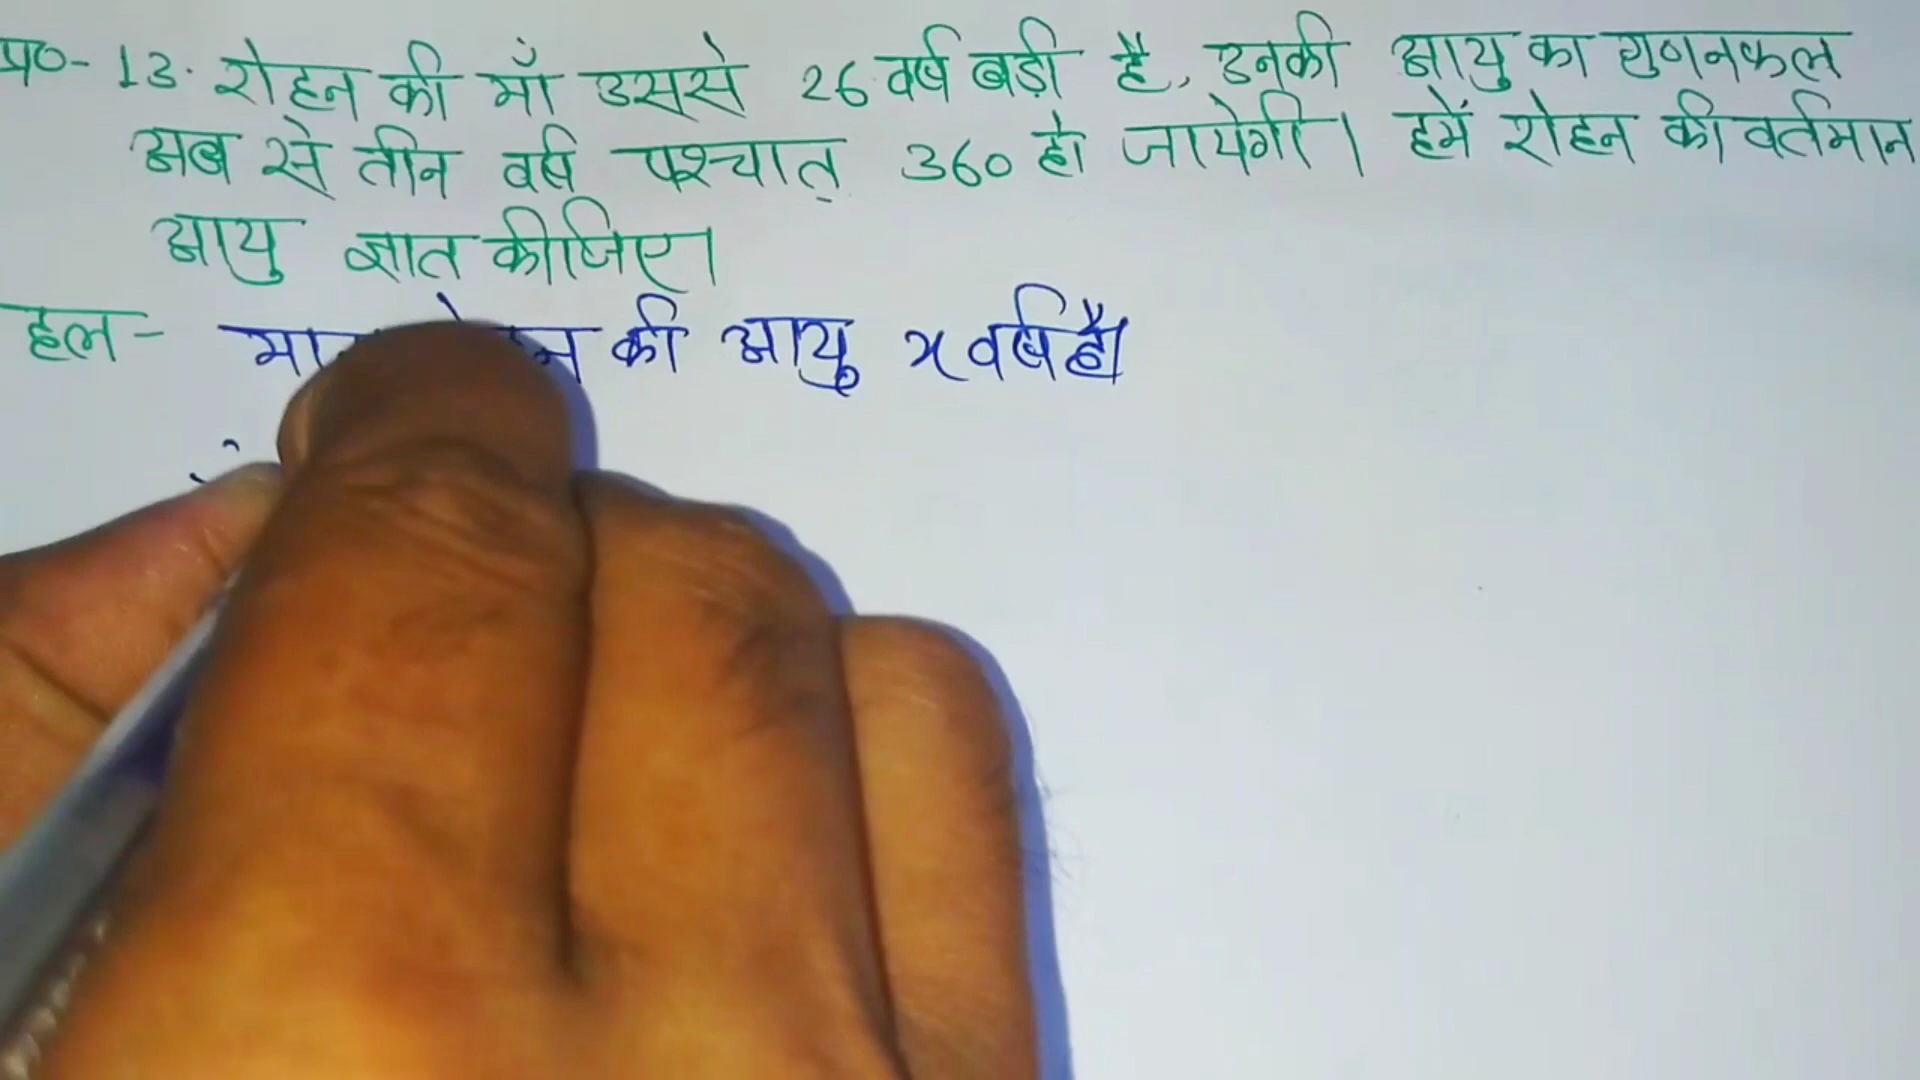 प्र०- 13. रोहन की माँ उससे 26 वर्ष बड़ी है, उनकी आयु का गुणनफल
अब से तीन वर्ष पश्चात् 360 हो जायेगी। हमें रोहन की वर्तमान
आयु ज्ञात कीजिए।
हल- की आयु x वर्ष है।